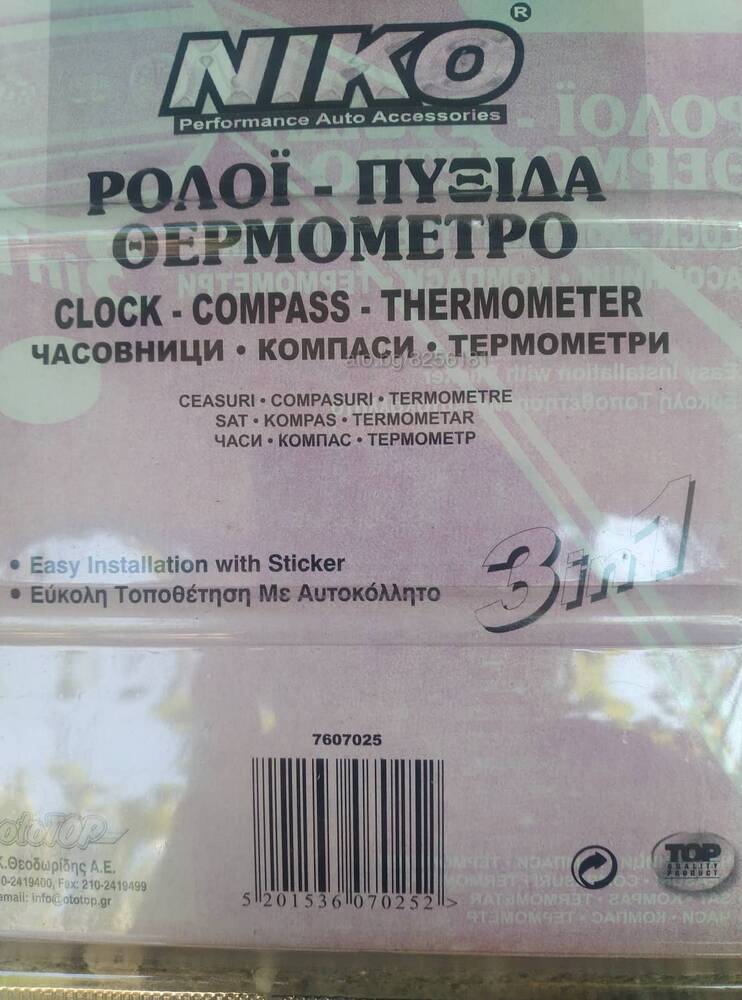 NIKO ®
Performance Auto Accessories
ΡΟΛΟΪ - ΠΥΞΙΔΑ
ΘΕΡΜΟΜΕΤΡΟ
CLOCK - COMPASS - THERMOMETER
ЧАСОВНИЦИ • КОМПАСИ • ТЕРМОМЕТРИ
CEASURI • COMPASURI • TERMOMETRE
SAT • KOMPAS • TERMOMETAR
ЧАСИ • КОМПАС • ТЕРМОМЕТР
3 in 1
• Easy Installation with Sticker
• Εύκολη Τοποθέτηση Με Αυτοκόλλητο
7607025
5 201536 070252 >
otoTOP
Κ.Θεοδωρίδης Α.Ε.
0-2419400, Fax: 210-2419499
email: info@ototop.gr
TOP
QUALITY
PRODUCT